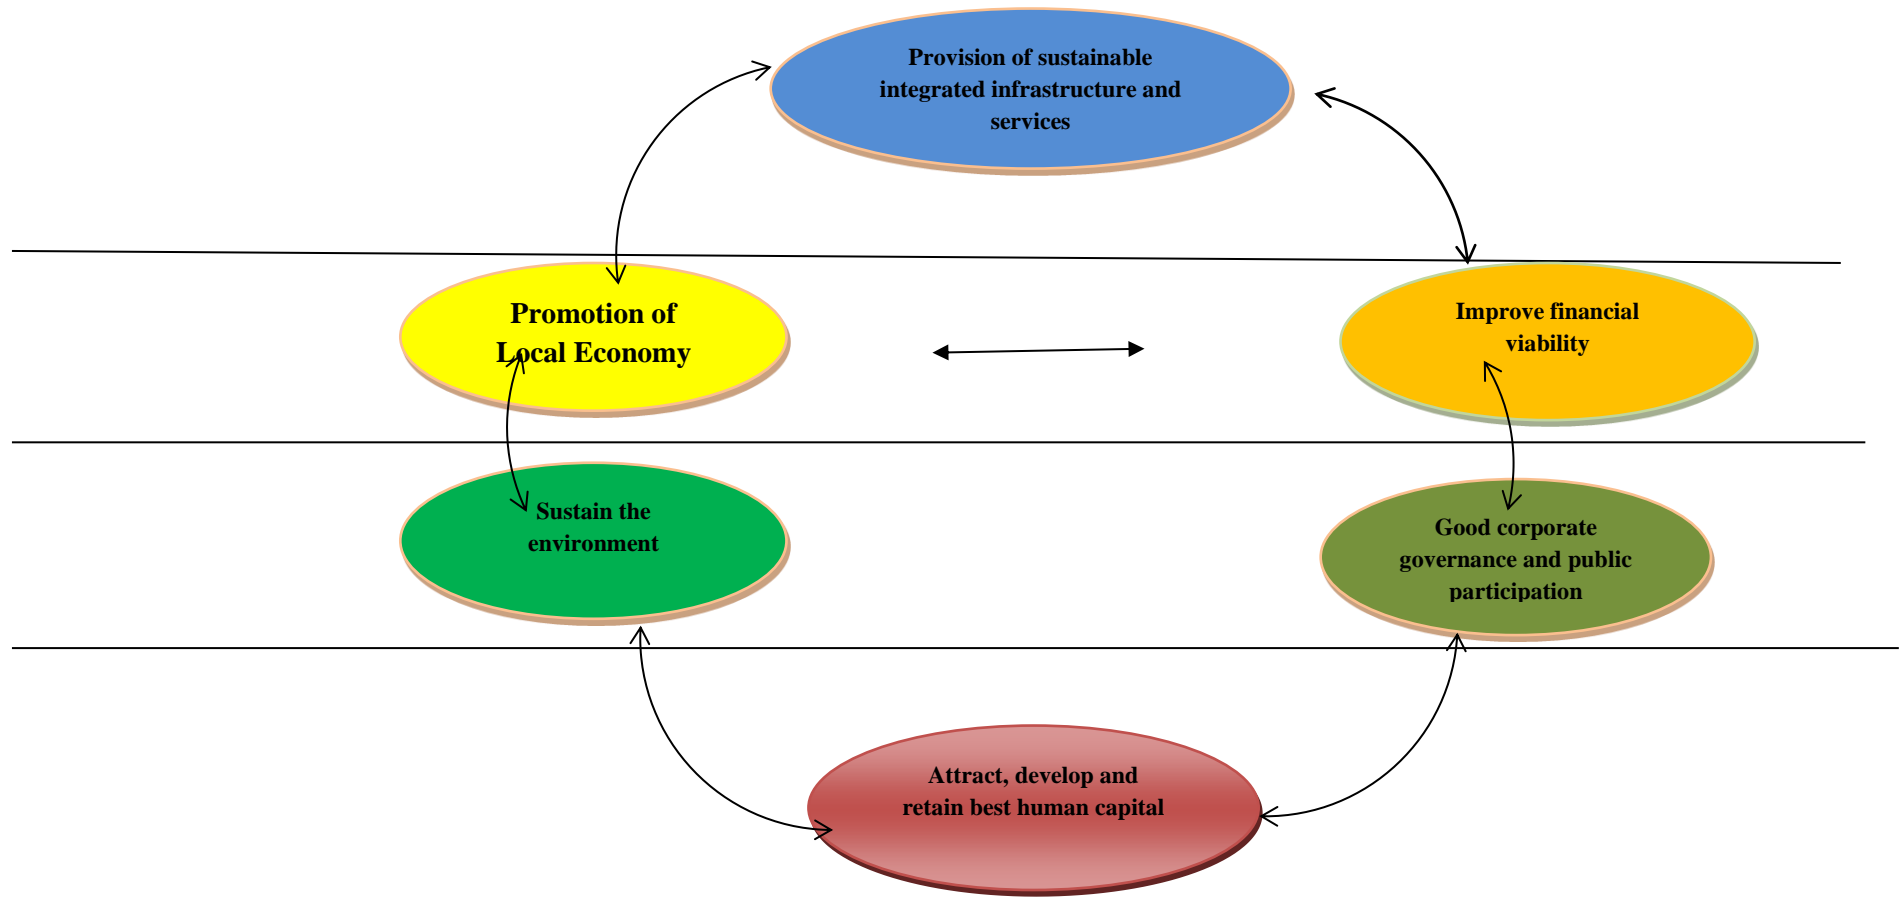 Provision of sustainable
integrated infrastructure and
services
Promotion of
Local Economy
Improve financial
viability
Sustain the
environment
Good corporate
governance and public
participation
Attract, develop and
retain best human capital